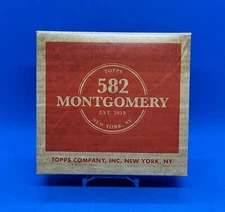 TOPPS
582
MONTGOMERY
EST. 2018
NEW YORK, NY
TOPPS COMPANY, INC. NEW YORK, NY